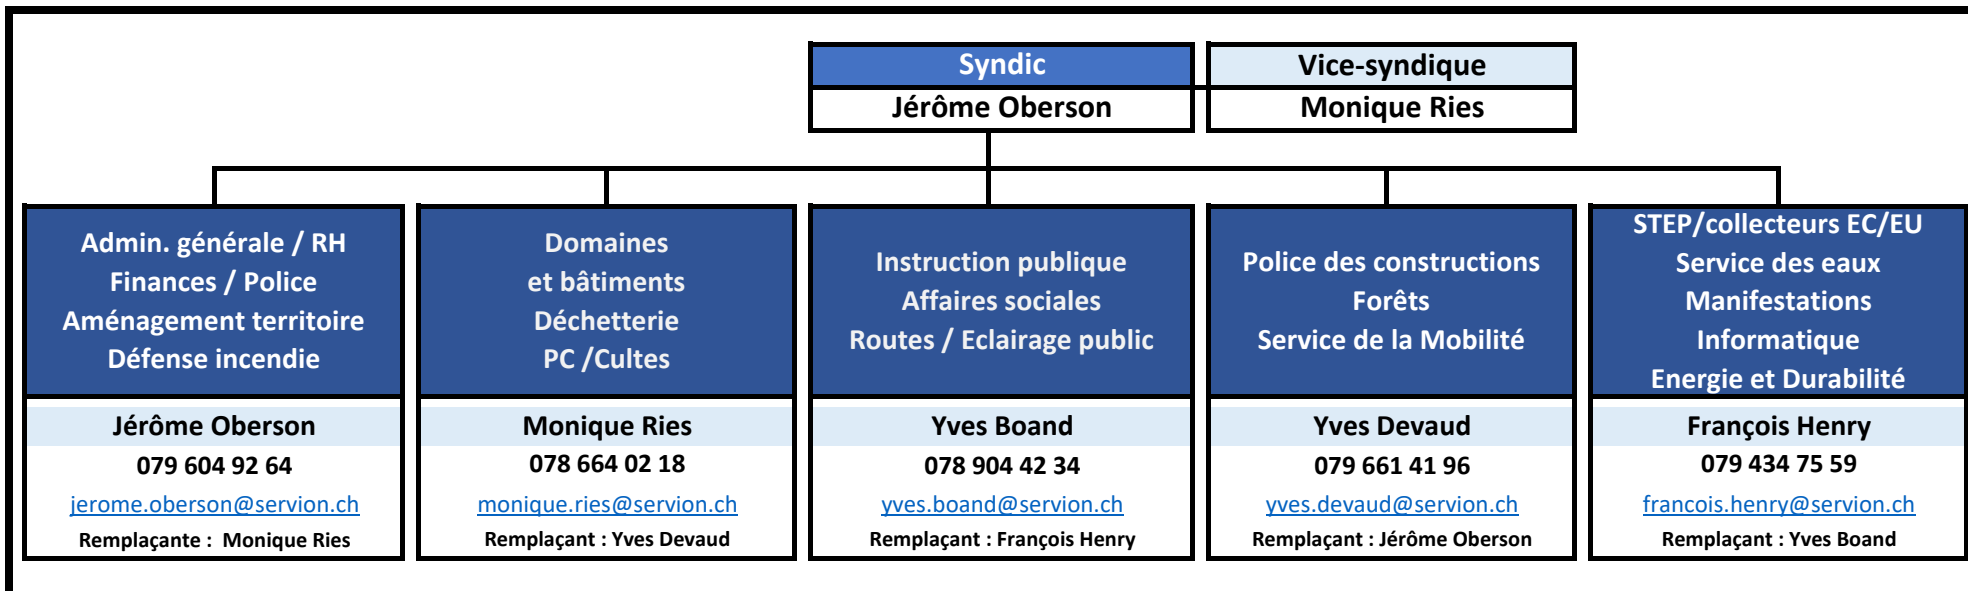 Syndic
Jérôme Oberson
Vice-syndique
Monique Ries
Admin. générale / RH
Finances / Police
Aménagement territoire
Défense incendie
Jérôme Oberson
079 604 92 64
jerome.oberson@servion.ch
Remplaçante : Monique Ries
Domaines
et bâtiments
Déchetterie
PC /Cultes
Monique Ries
078 664 02 18
monique.ries@servion.ch
Remplaçant : Yves Devaud
Instruction publique
Affaires sociales
Routes / Eclairage public
Yves Boand
078 904 42 34
yves.boand@servion.ch
Remplaçant : François Henry
Police des constructions
Forêts
Service de la Mobilité
Yves Devaud
079 661 41 96
yves.devaud@servion.ch
Remplaçant : Jérôme Oberson
STEP/collecteurs EC/EU
Service des eaux
Manifestations
Informatique
Energie et Durabilité
François Henry
079 434 75 59
francois.henry@servion.ch
Remplaçant : Yves Boand